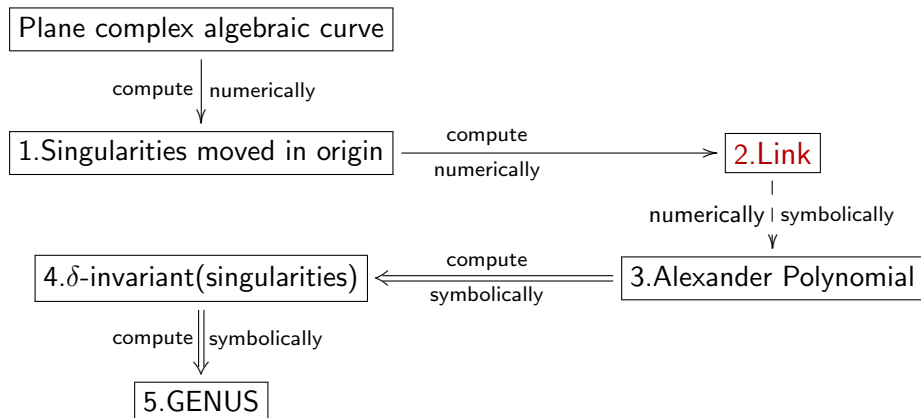 Plane complex algebraic curve
compute numerically
1.Singularities moved in origin
compute
numerically
2.Link
numerically symbolically
4.δ-invariant(singularities)
compute
symbolically
3.Alexander Polynomial
compute symbolically
5.GENUS